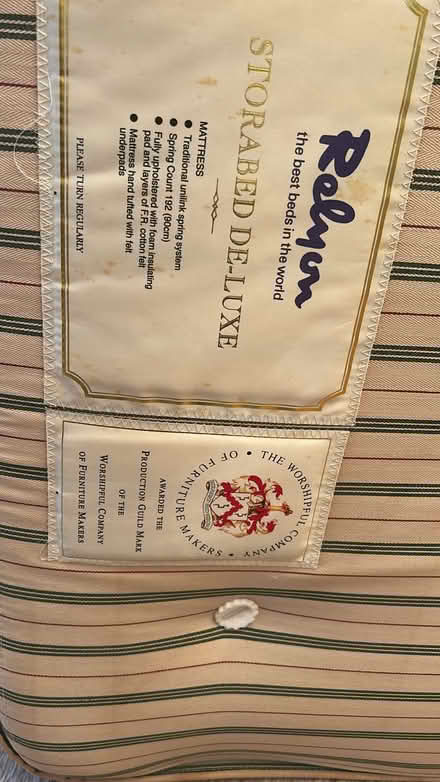 Relyon
the best beds in the world
STORABED DE-LUXE
MATTRESS
● Traditional unilink spring system
● Spring Count 192 (90cm)
● Fully upholstered with foam insulating
pad and layers of F.R. cotton felt
● Mattress hand tufted with felt
underpads
PLEASE TURN REGULARLY
• THE WORSHIPFUL COMPANY •
OF FURNITURE MAKERS
AWARDED THE
PRODUCTION GUILD MARK
OF THE
WORSHIPFUL COMPANY
OF FURNITURE MAKERS